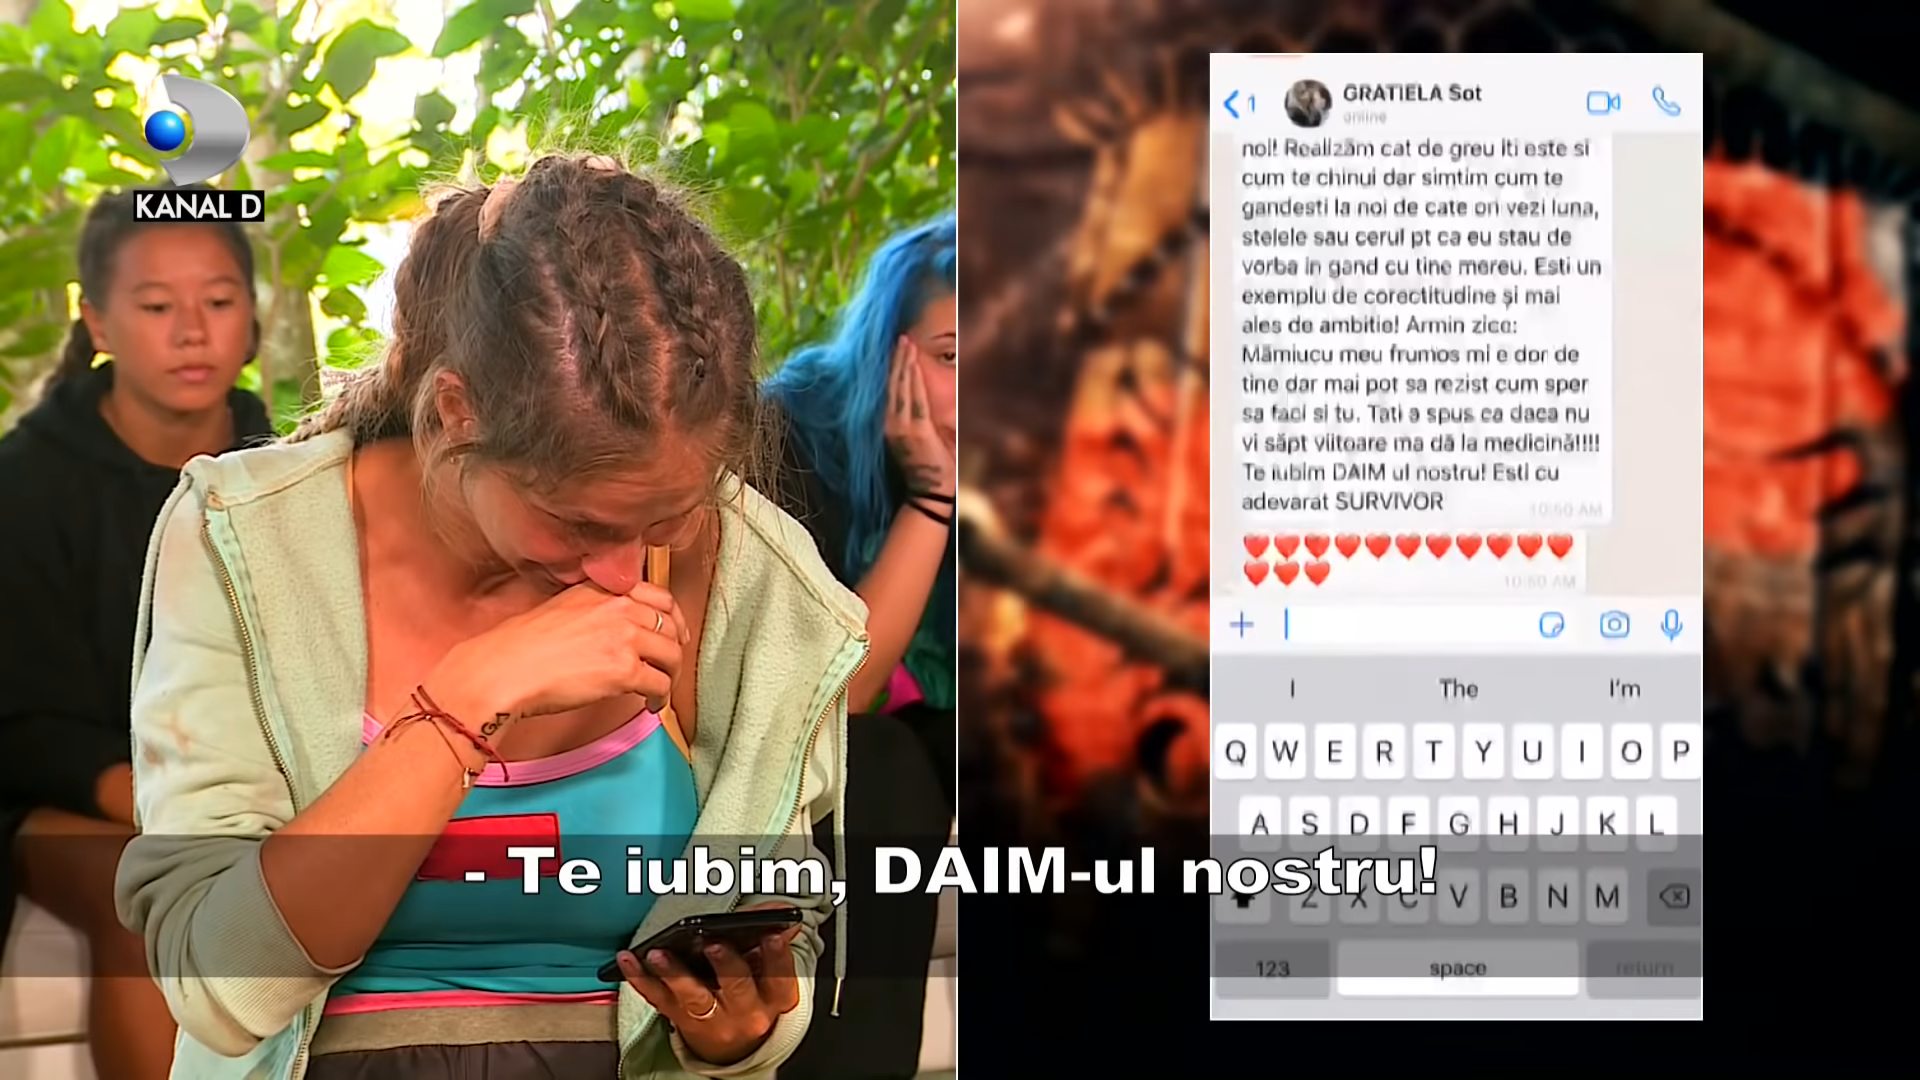 KANAL D
1
GRATIELA Sot
online
noi! Realizăm cat de greu iti este si
cum te chinui dar simtim cum te
gandesti la noi de cate ori vezi luna,
stelele sau cerul pt ca eu stau de
vorba in gand cu tine mereu. Esti un
exemplu de corectitudine și mai
ales de ambitie! Armin zice:
Mămiucu meu frumos mi e dor de
tine dar mai pot sa rezist cum sper
sa faci si tu. Tati a spus ca daca nu
vi săpt viitoare ma dă la medicină!!!!
Te iubim DAIM ul nostru! Esti cu
adevarat SURVIVOR
10:50 AM
10:50 AM
I The I'm
Q W E R T Y U I O P
A S D F G H J K L
- Te iubim, DAIM-ul nostru!
Z X C V B N M
123 space return